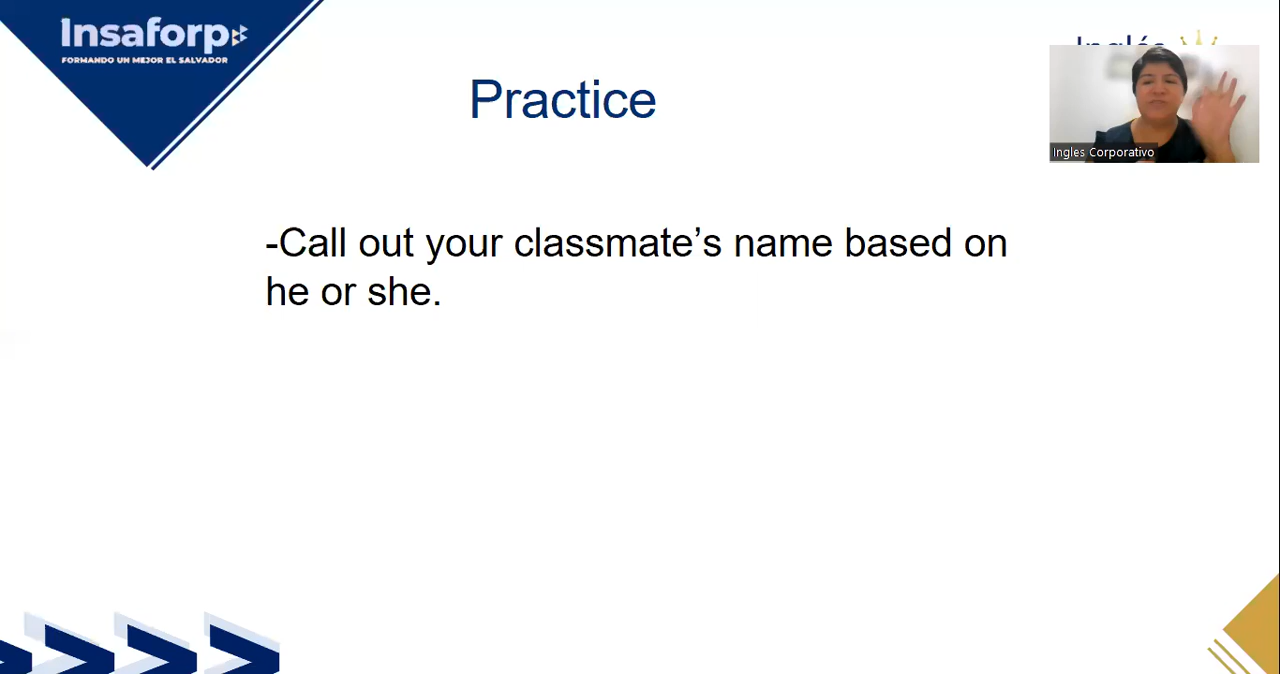 Insaforp
FORMANDO UN MEJOR EL SALVADOR
Inglés
Practice
Ingles Corporativo
-Call out your classmate’s name based on
he or she.